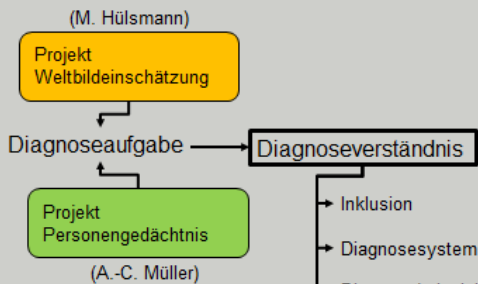 (M. Hülsmann)
Projekt
Weltbildeinschätzung
Diagnoseaufgabe
Diagnoseverständnis
Projekt
Personengedächtnis
(A.-C. Müller)
Inklusion
Diagnosesystem